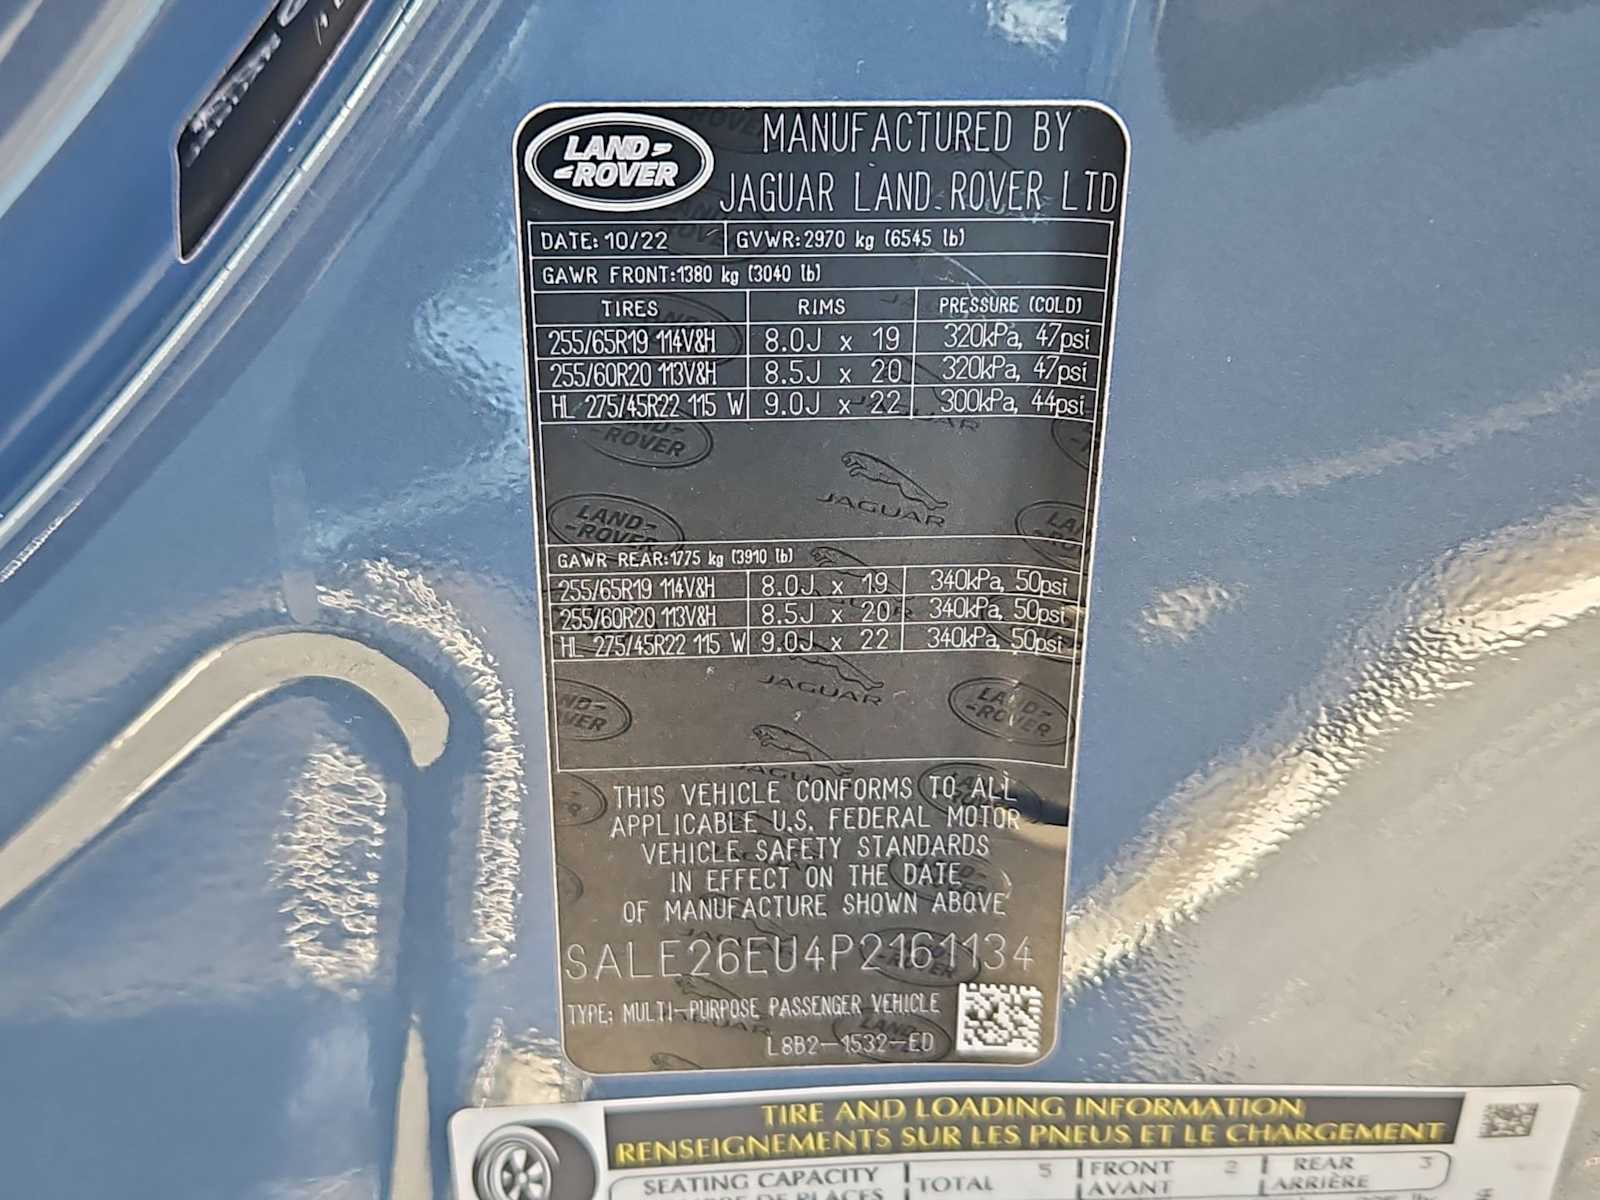 LAND
ROVER
MANUFACTURED BY
JAGUAR LAND ROVER LTD
DATE: 10/22 GVWR: 2970 kg (6545 lb)
GAWR FRONT: 1380 kg (3040 lb)
TIRES RIMS PRESSURE (COLD)
255/65R19 114V&H 8.0J x 19 320kPa, 47psi
255/60R20 113V&H 8.5J x 20 320kPa, 47psi
HL 275/45R22 115 W 9.0J x 22 300kPa, 44psi
GAWR REAR: 1775 kg (3910 lb)
255/65R19 114V&H 8.0J x 19 340kPa, 50psi
255/60R20 113V&H 8.5J x 20 340kPa, 50psi
HL 275/45R22 115 W 9.0J x 22 340kPa, 50psi
THIS VEHICLE CONFORMS TO ALL
APPLICABLE U.S. FEDERAL MOTOR
VEHICLE SAFETY STANDARDS
IN EFFECT ON THE DATE
OF MANUFACTURE SHOWN ABOVE
SALE26EU4P2161134
TYPE: MULTI-PURPOSE PASSENGER VEHICLE
L8B2-1532-ED
TIRE AND LOADING INFORMATION
RENSEIGNEMENTS SUR LES PNEUS ET LE CHARGEMENT
SEATING CAPACITY TOTAL 5 FRONT 2 REAR 3
AVANT ARRIÈRE